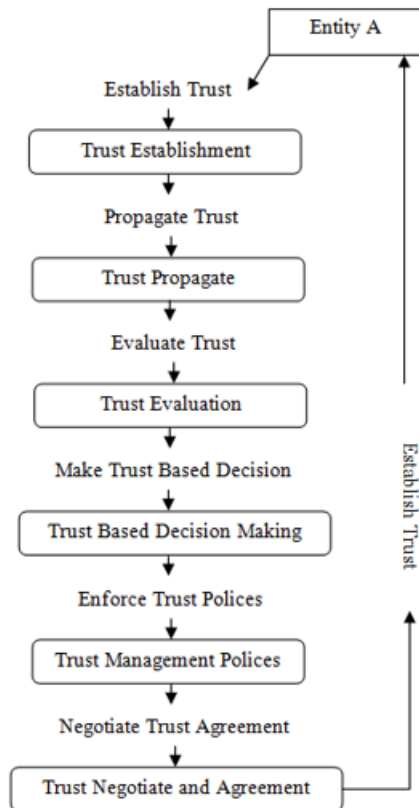 Entity A
Establish Trust
Trust Establishment
Propagate Trust
Trust Propagate
Evaluate Trust
Trust Evaluation
Make Trust Based Decision
Trust Based Decision Making
Enforce Trust Polices
Trust Management Polices
Negotiate Trust Agreement
Trust Negotiate and Agreement
Establish Trust